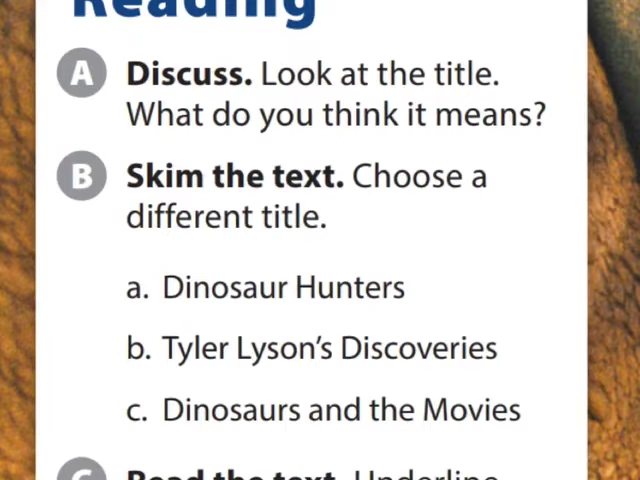 Reading
A Discuss. Look at the title.
What do you think it means?
B Skim the text. Choose a
different title.
a. Dinosaur Hunters
b. Tyler Lyson's Discoveries
c. Dinosaurs and the Movies
C Read the text. Underline